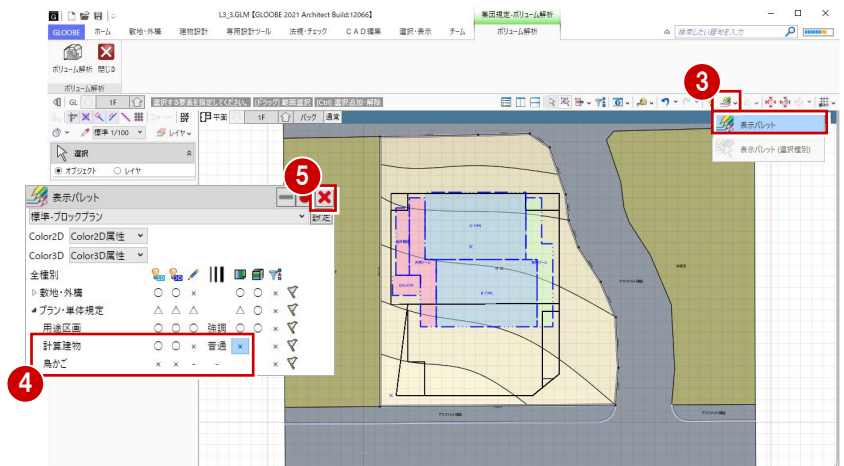 L3_3.GLM【GLOOBE 2021 Architect Build:12066】
集団規定-ボリューム解析
GLOOBE ホーム 敷地・外構 建物設計 専用設計ツール 法規・チェック CAD編集 選択・表示 チーム ボリューム解析 検索したい語句を入力
ボリューム解析 閉じる
ボリューム解析
3
GL 1F 選択する要素を指定してください。 [ドラッグ] 範囲選択 [Ctrl] 選択追加・解除
平面 1F バック 通常
表示パレット
標準 1/100 レイヤ
表示パレット (選択種別)
選択
オブジェクト レイヤ
5
表示パレット
標準-ブロックプラン 設定
Color2D Color2D属性
Color3D Color3D属性
全種別
敷地・外構 ○ ○ × ○ ○ ×
プラン・単体規定 △ △ △ △ ○ ×
用途区画 ○ ○ ○ 強調 ○ ○ ×
計算建物 ○ ○ × 普通 × ×
鳥かご × × - - ×
4